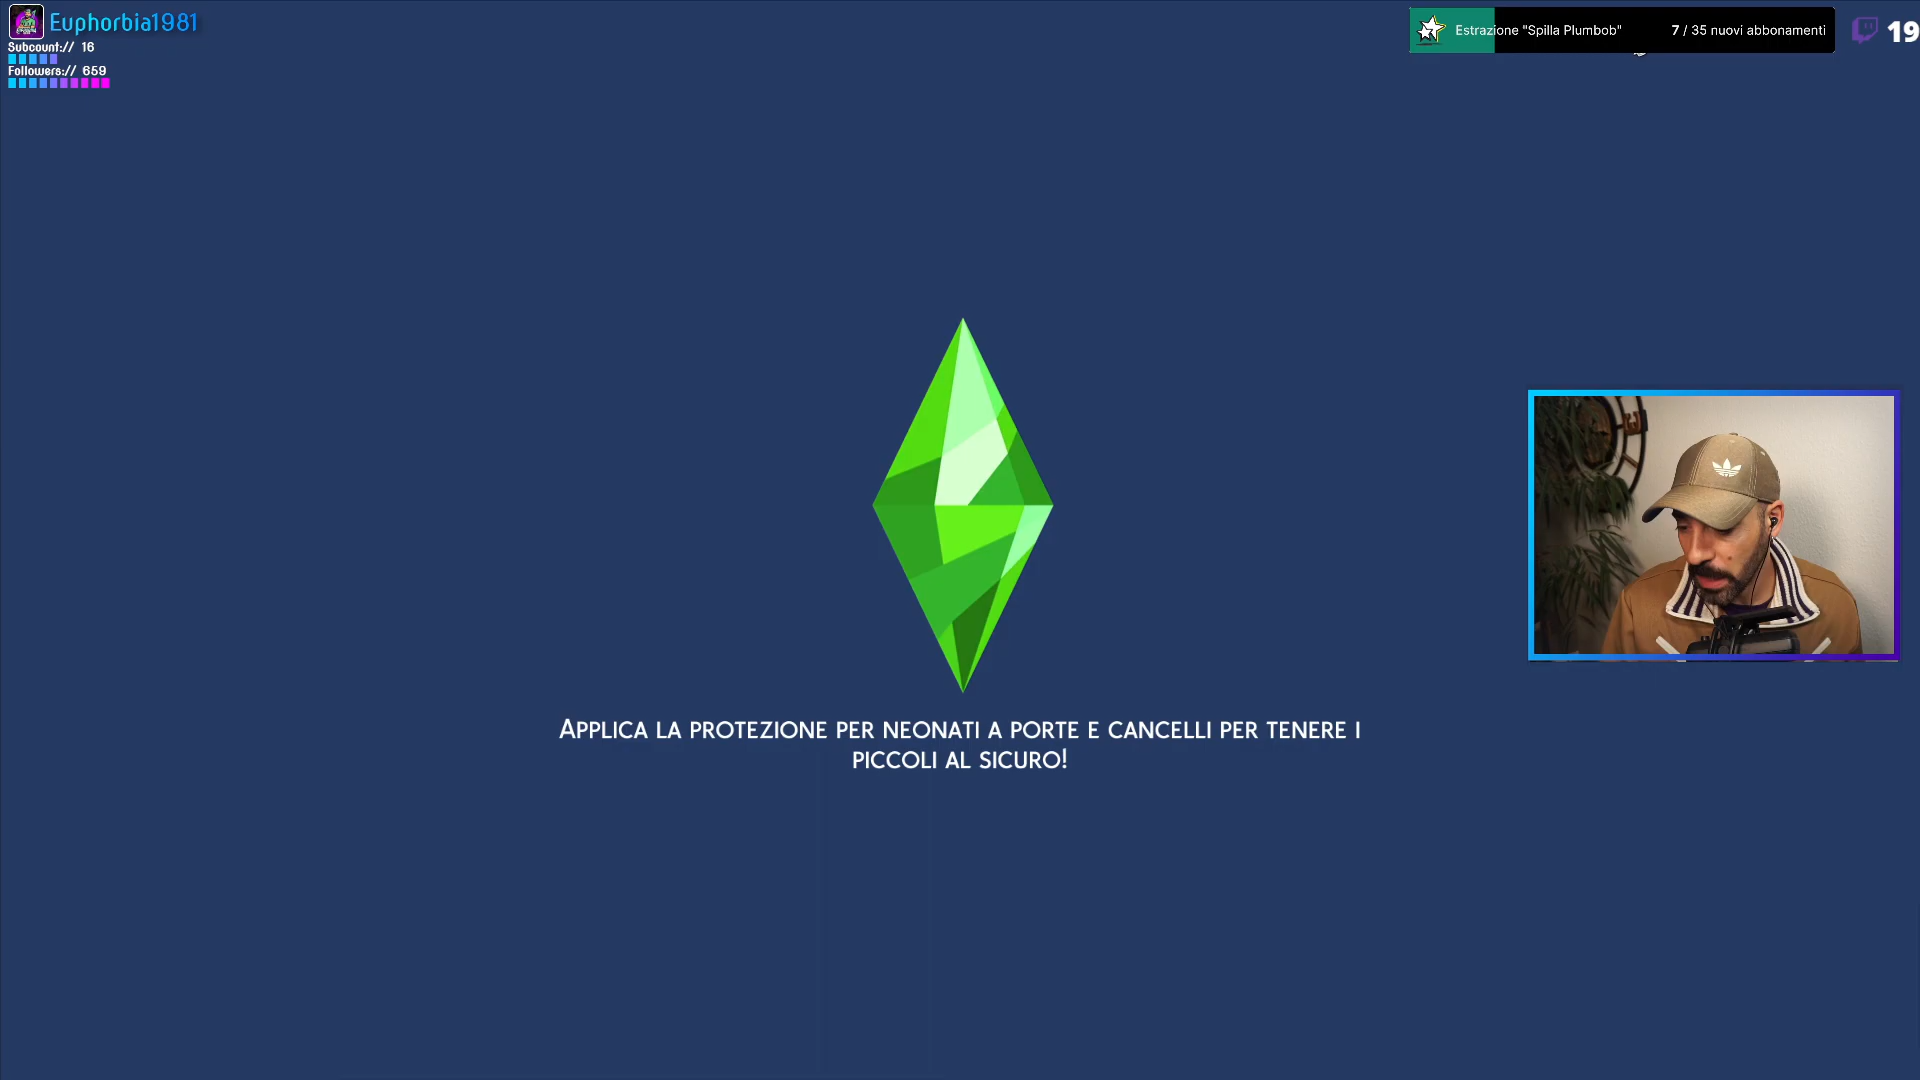 Euphorbia1981
Subcount:// 16
Followers:// 659
Estrazione "Spilla Plumbob" 7 / 35 nuovi abbonamenti
19
APPLICA LA PROTEZIONE PER NEONATI A PORTE E CANCELLI PER TENERE I
PICCOLI AL SICURO!